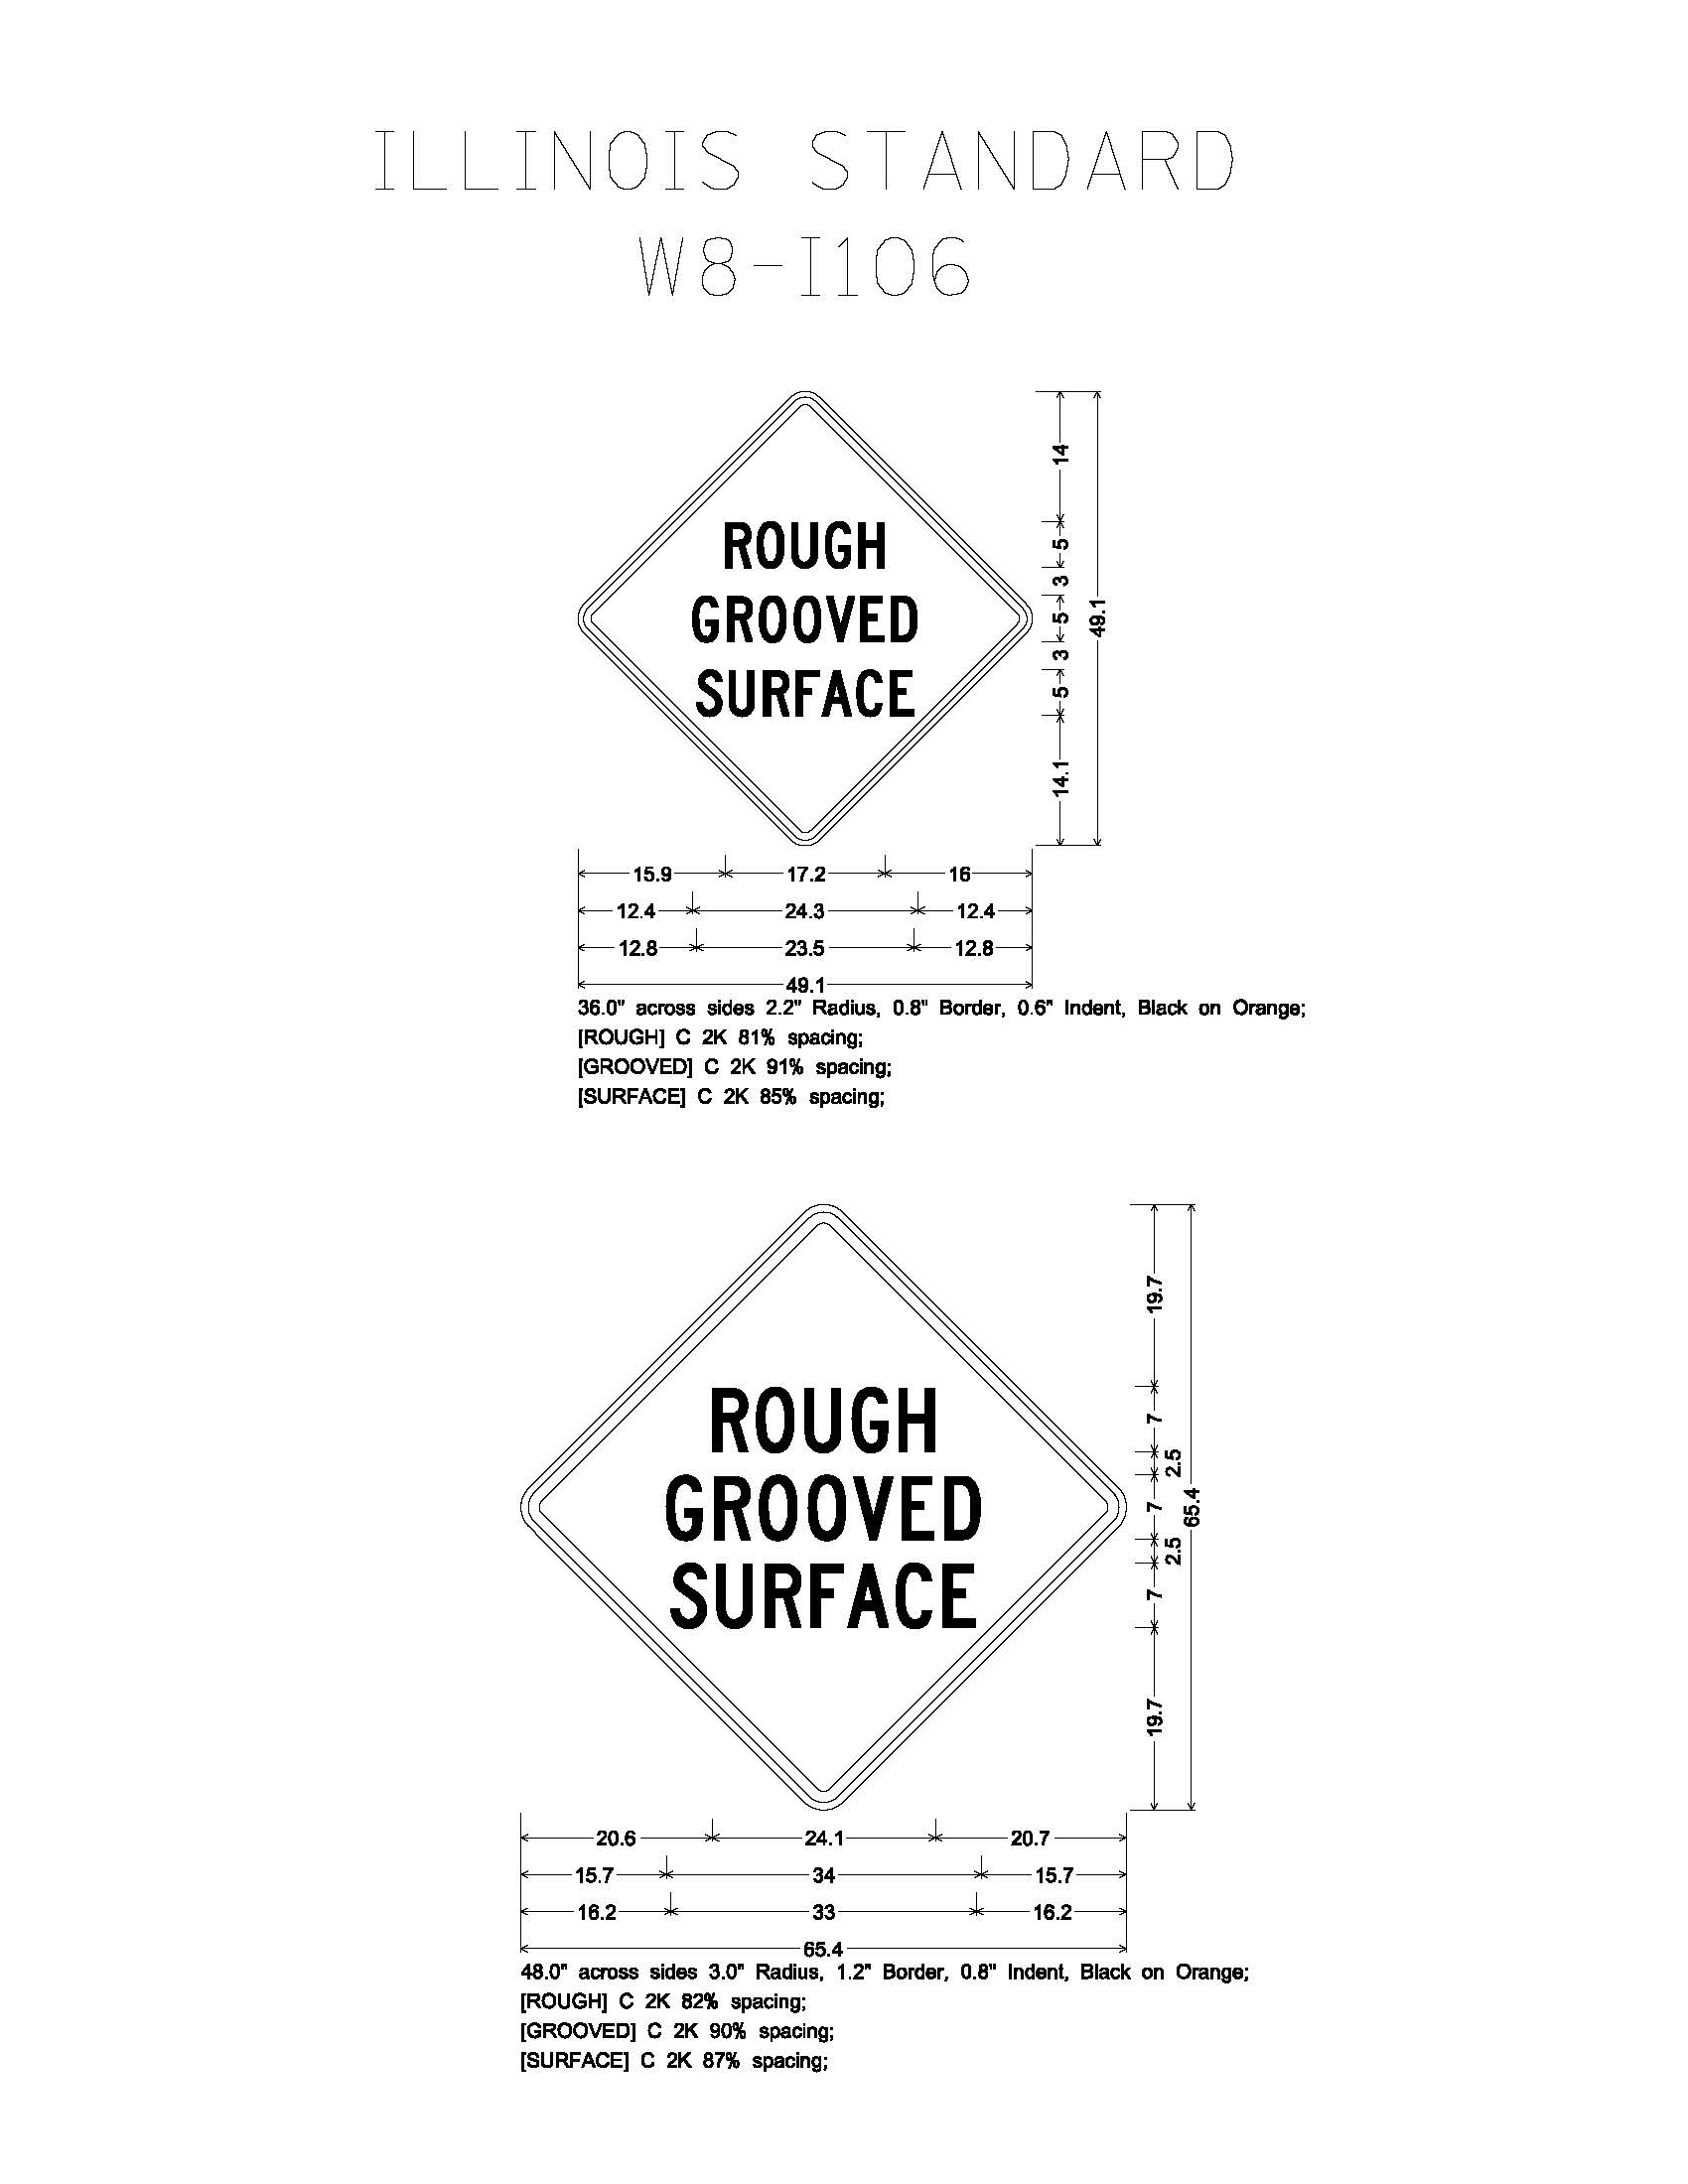 ILLINOIS STANDARD
W8-I106
ROUGH
GROOVED
SURFACE
14
5
3
5
3
5
14.1
49.1
15.9 17.2 16
12.4 24.3 12.4
12.8 23.5 12.8
49.1
36.0" across sides 2.2" Radius, 0.8" Border, 0.6" Indent, Black on Orange;
[ROUGH] C 2K 81% spacing;
[GROOVED] C 2K 91% spacing;
[SURFACE] C 2K 85% spacing;
ROUGH
GROOVED
SURFACE
19.7
7
2.5
7
2.5
7
19.7
65.4
20.6 24.1 20.7
15.7 34 15.7
16.2 33 16.2
65.4
48.0" across sides 3.0" Radius, 1.2" Border, 0.8" Indent, Black on Orange;
[ROUGH] C 2K 82% spacing;
[GROOVED] C 2K 90% spacing;
[SURFACE] C 2K 87% spacing;